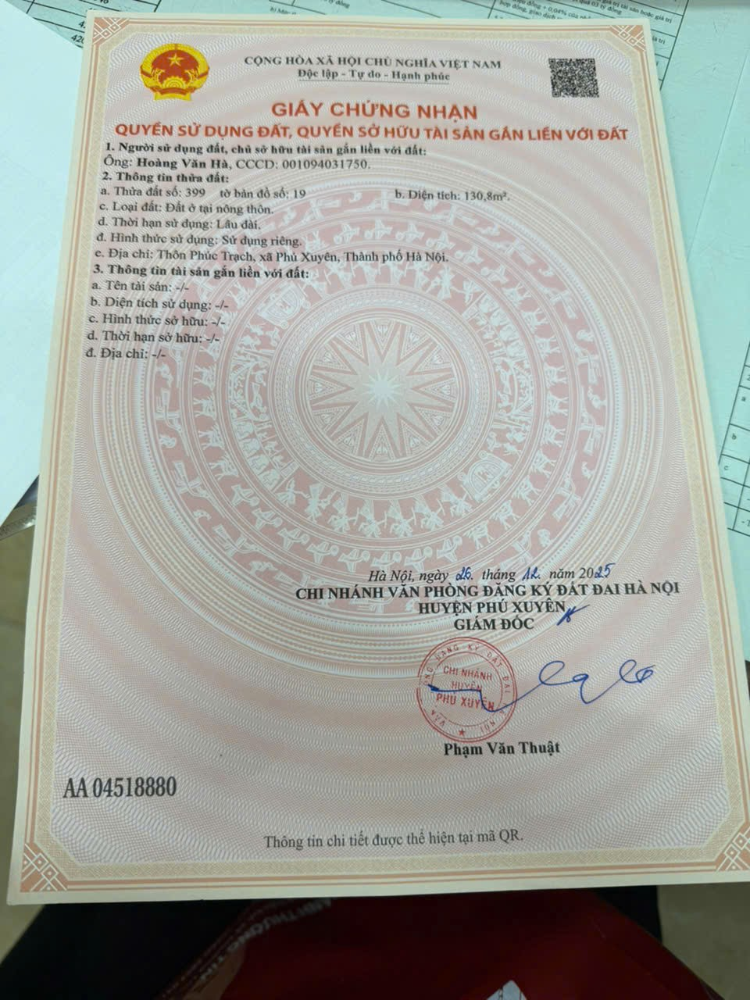 CỘNG HÒA XÃ HỘI CHỦ NGHĨA VIỆT NAM
Độc lập - Tự do - Hạnh phúc
GIẤY CHỨNG NHẬN
QUYỀN SỬ DỤNG ĐẤT, QUYỀN SỞ HỮU TÀI SẢN GẮN LIỀN VỚI ĐẤT
1. Người sử dụng đất, chủ sở hữu tài sản gắn liền với đất:
Ông: Hoàng Văn Hà, CCCD: 001094031750.
2. Thông tin thửa đất:
a. Thửa đất số: 399 tờ bản đồ số: 19 b. Diện tích: 130,8m².
c. Loại đất: Đất ở tại nông thôn.
d. Thời hạn sử dụng: Lâu dài.
đ. Hình thức sử dụng: Sử dụng riêng.
e. Địa chỉ: Thôn Phúc Trạch, xã Phú Xuyên, Thành phố Hà Nội.
3. Thông tin tài sản gắn liền với đất:
a. Tên tài sản: -/-
b. Diện tích sử dụng: -/-
c. Hình thức sở hữu: -/-
d. Thời hạn sở hữu: -/-
đ. Địa chỉ: -/-
Hà Nội, ngày 26 tháng 12 năm 2025
CHI NHÁNH VĂN PHÒNG ĐĂNG KÝ ĐẤT ĐAI HÀ NỘI
HUYỆN PHÚ XUYÊN
GIÁM ĐỐC
CHI NHÁNH
HUYỆN
PHÚ XUYÊN
Phạm Văn Thuật
AA 04518880
Thông tin chi tiết được thể hiện tại mã QR.